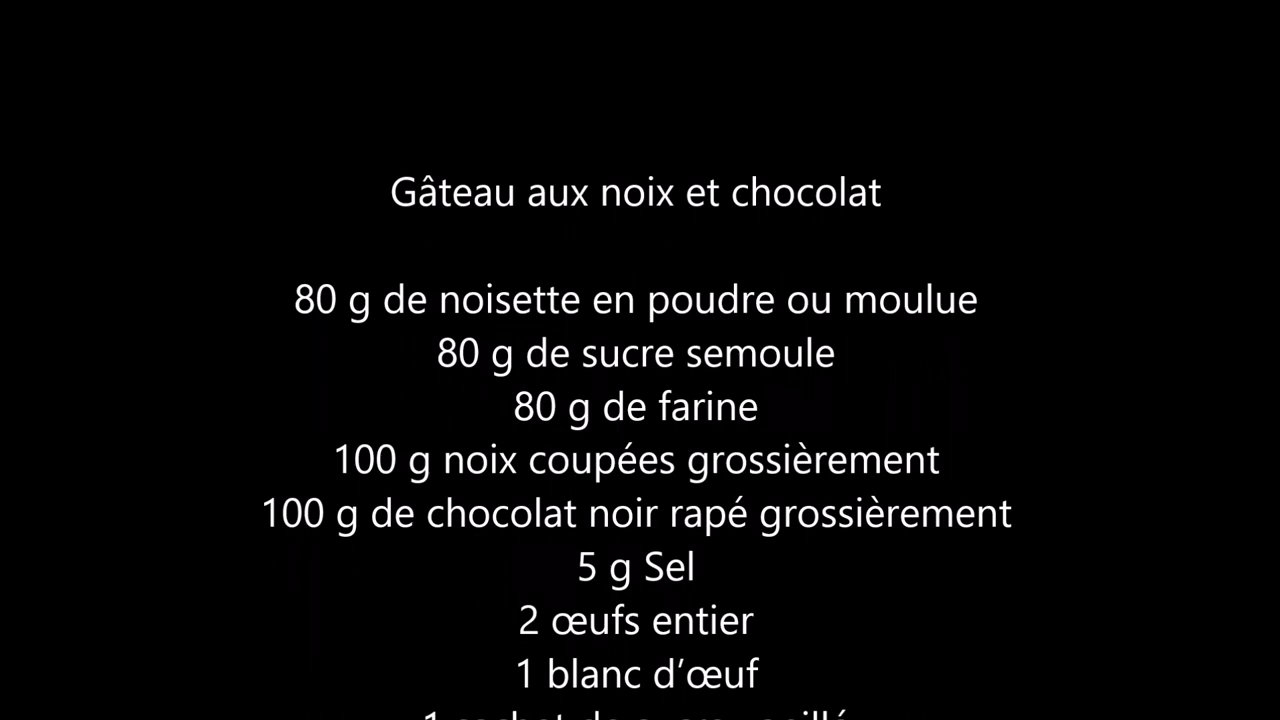 Gâteau aux noix et chocolat
80 g de noisette en poudre ou moulue
80 g de sucre semoule
80 g de farine
100 g noix coupées grossièrement
100 g de chocolat noir rapé grossièrement
5 g Sel
2 œufs entier
1 blanc d’œuf